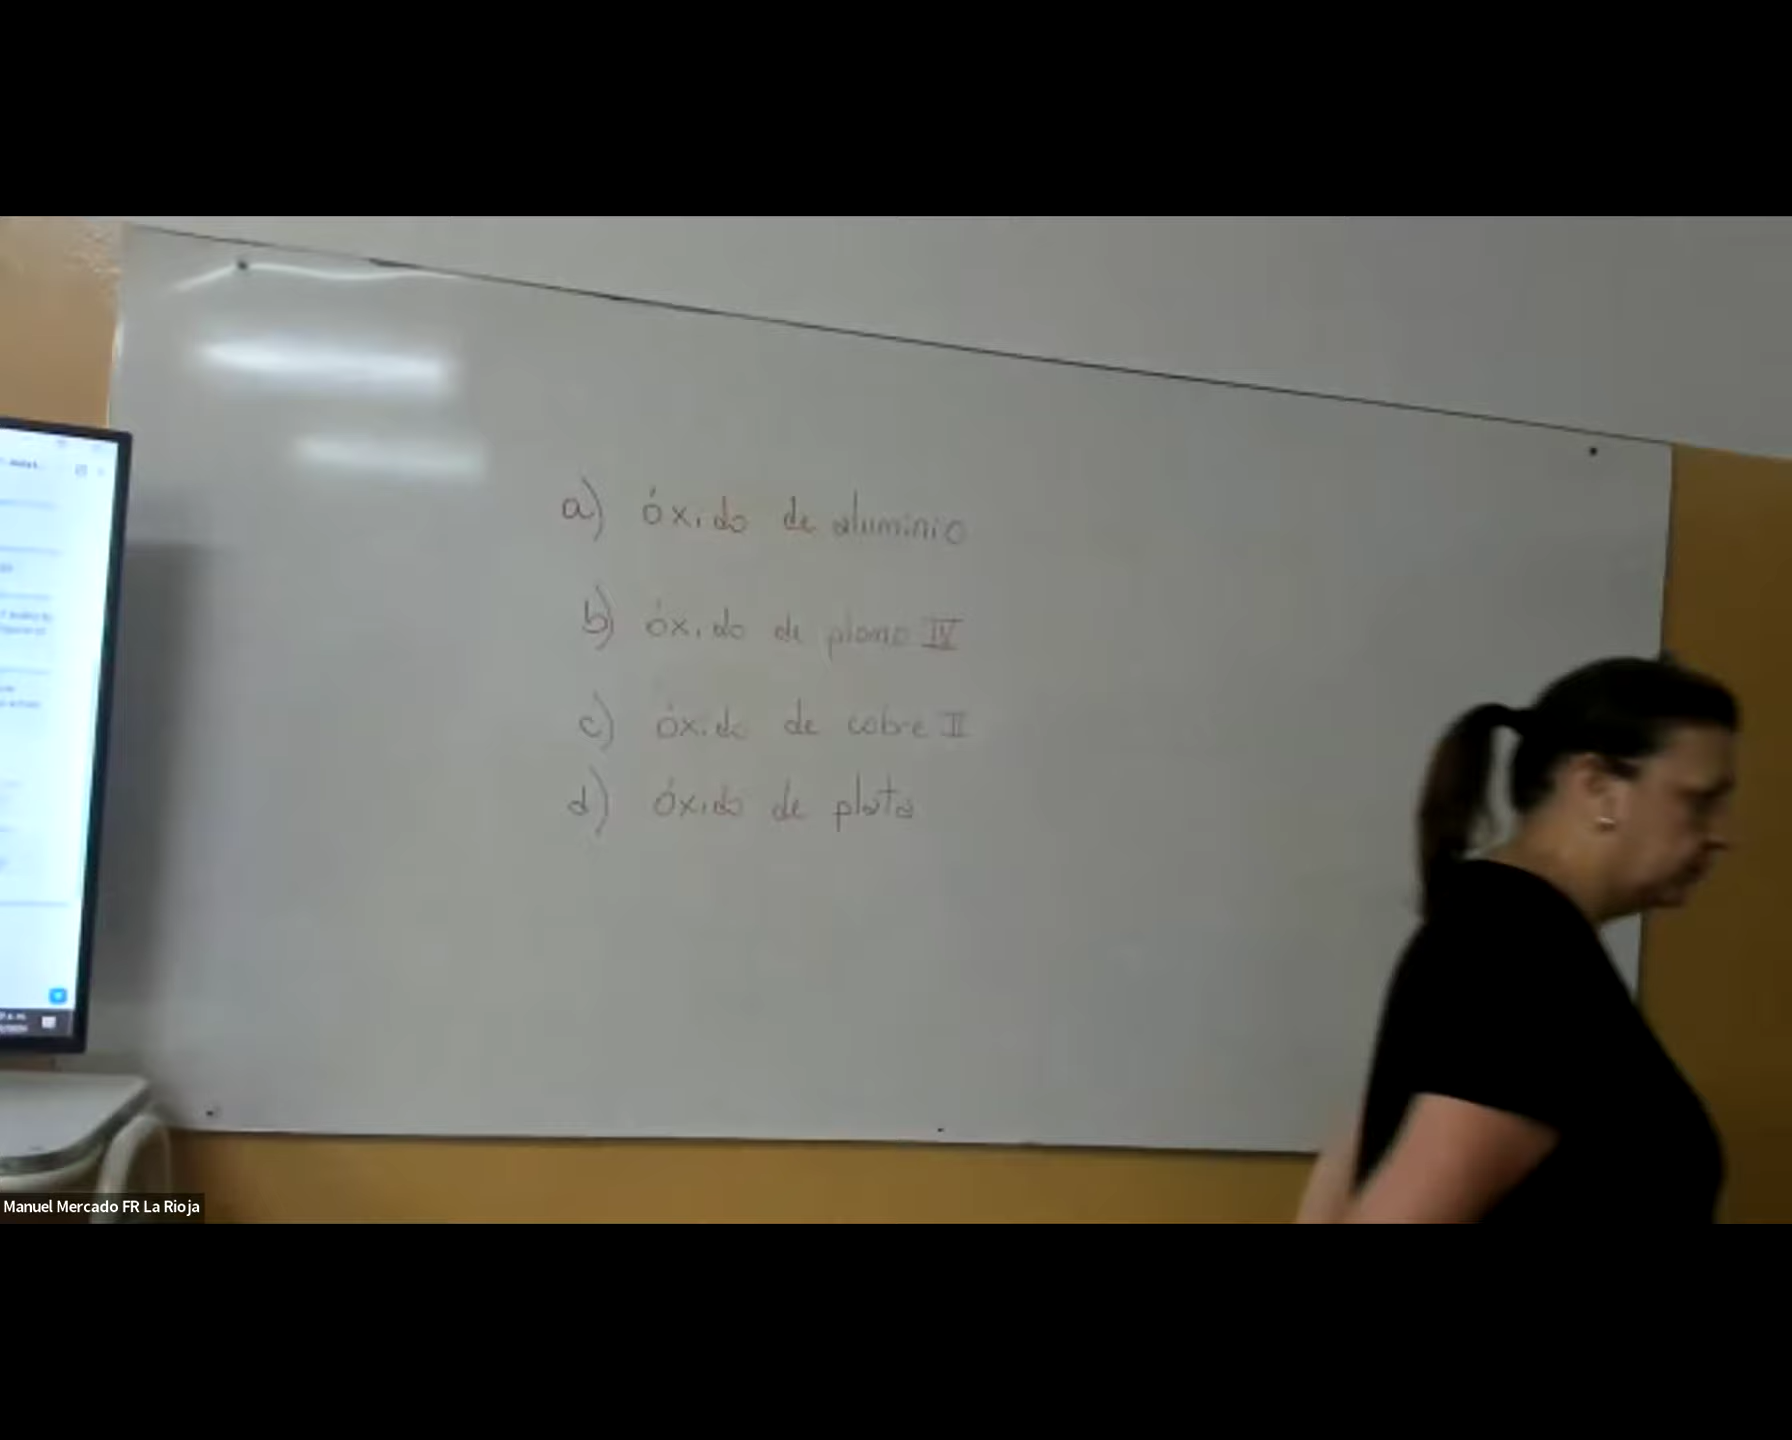 a) óxido de aluminio
b) óxido de plomo IV
c) óxido de cobre II
d) óxido de plata
Manuel Mercado FR La Rioja